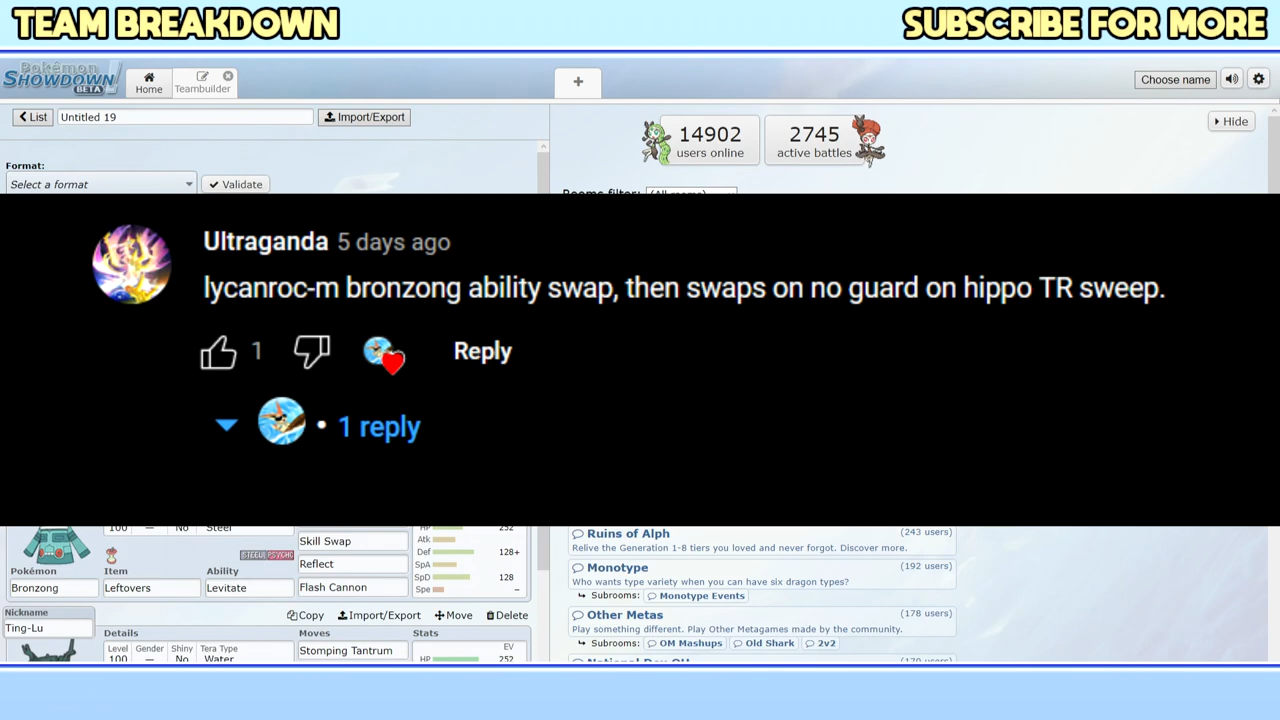 TEAM BREAKDOWN
SUBSCRIBE FOR MORE
Pokémon
SHOWDOWN
BETA
Home
Teambuilder
+
Choose name
List
Untitled 19
Import/Export
14902
users online
2745
active battles
Hide
Format:
Select a format
Validate
Rooms filter:
Ultraganda 5 days ago
lycanroc-m bronzong ability swap, then swaps on no guard on hippo TR sweep.
1
Reply
• 1 reply
100 — No Steel
HP 252
Skill Swap
Atk
STEEL PSYCHC
Reflect
Def 128+
SpA
Pokémon Item Ability
SpD 128
Bronzong Leftovers Levitate
Flash Cannon
Spe –
Copy Import/Export Move Delete
Nickname
Ting-Lu
Details Moves Stats
Level Gender Shiny Tera Type
EV
100 — No Water
Stomping Tantrum
HP 252
Ruins of Alph (243 users)
Relive the Generation 1-8 tiers you loved and never forgot. Discover more.
Monotype (192 users)
Who wants type variety when you can have six dragon types?
Subrooms: Monotype Events
Other Metas (178 users)
Play something different. Play Other Metagames made by the community.
Subrooms: OM Mashups Old Shark 2v2